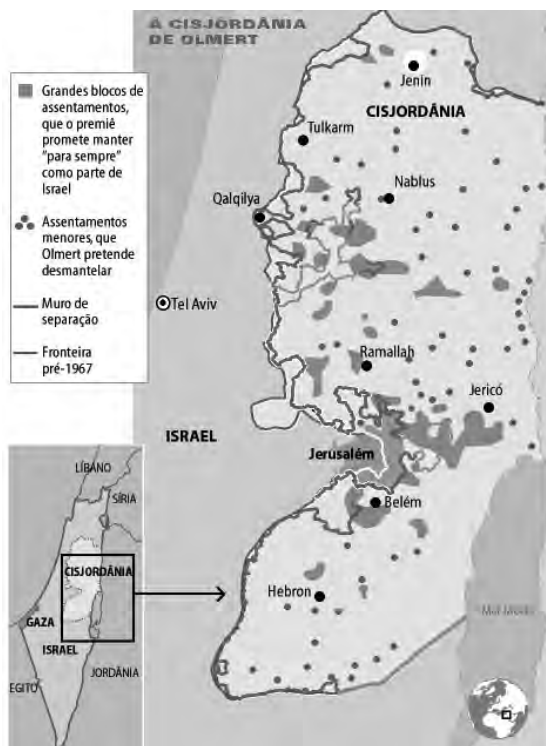 A CISJORDÂNIA
DE OLMERT
Grandes blocos de
assentamentos,
que o premiê
promete manter
"para sempre"
como parte de
Israel
Assentamentos
menores, que
Olmert pretende
desmantelar
Muro de
separação
Fronteira
pré-1967
Jenin
CISJORDÂNIA
Tulkarm
Nablus
Qalqilya
Tel Aviv
Ramallah
Jericó
ISRAEL
Jerusalém
Belém
Hebron
Mar Morto
LÍBANO
SÍRIA
CISJORDÂNIA
GAZA
ISRAEL
JORDÂNIA
EGITO